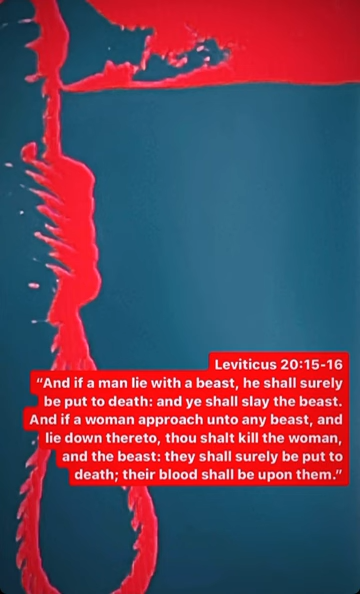 Leviticus 20:15-16
“And if a man lie with a beast, he shall surely
be put to death: and ye shall slay the beast.
And if a woman approach unto any beast, and
lie down thereto, thou shalt kill the woman,
and the beast: they shall surely be put to
death; their blood shall be upon them.”